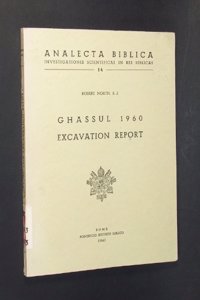 ANALECTA BIBLICA
INVESTIGATIONES SCIENTIFICAE IN RES BIBLICAS
14
ROBERT NORTH S. J.
GHASSUL 1960
EXCAVATION REPORT
ROME
PONTIFICIO ISTITUTO BIBLICO
1961